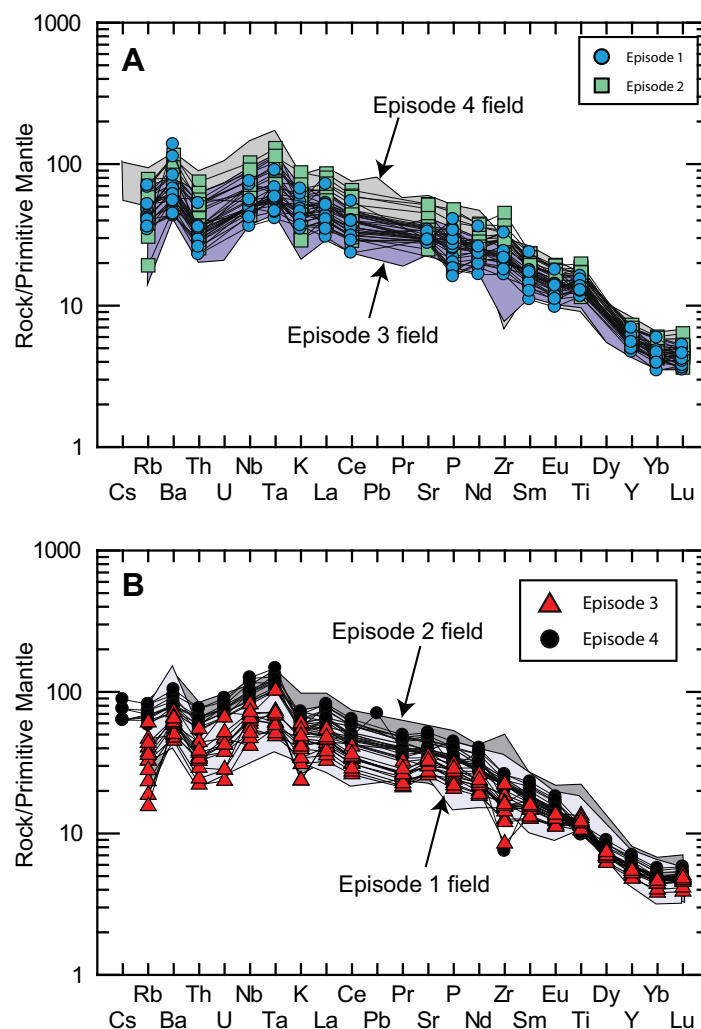 1000
A
Episode 1
Episode 2
Episode 4 field
100
Rock/Primitive Mantle
Episode 3 field
10
1
Rb Th Nb K Ce Pr P Zr Eu Dy Yb
Cs Ba U Ta La Pb Sr Nd Sm Ti Y Lu
1000
B
Episode 3
Episode 4
Episode 2 field
100
Rock/Primitive Mantle
Episode 1 field
10
1
Rb Th Nb K Ce Pr P Zr Eu Dy Yb
Cs Ba U Ta La Pb Sr Nd Sm Ti Y Lu